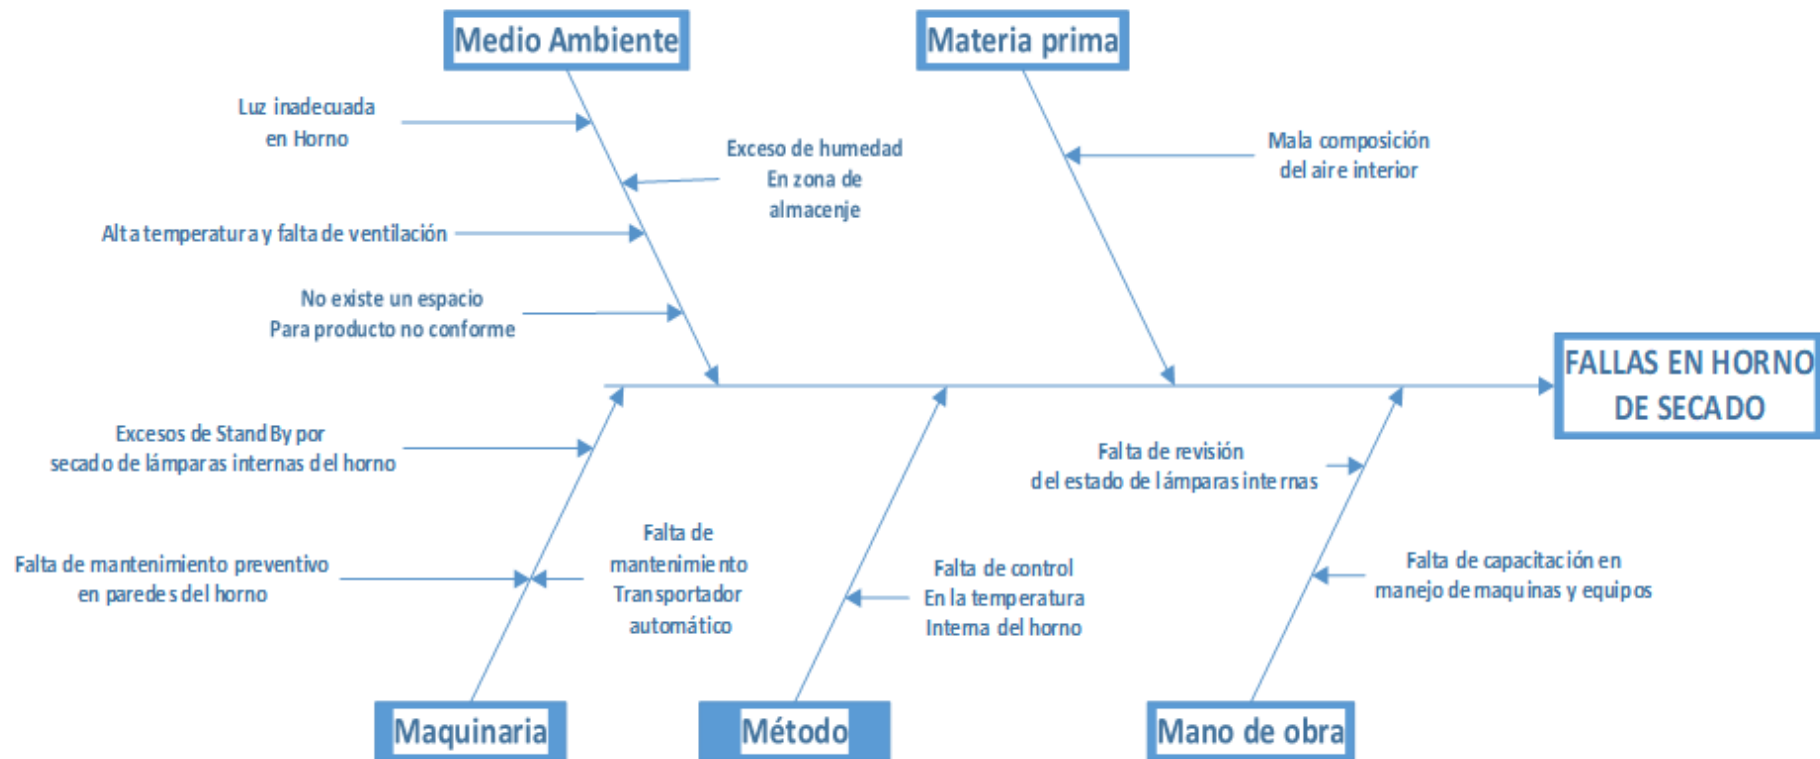 Medio Ambiente
Materia prima
Luz inadecuada
en Horno
Exceso de humedad
En zona de
almacenje
Mala composición
del aire interior
Alta temperatura y falta de ventilación
No existe un espacio
Para producto no conforme
FALLAS EN HORNO
DE SECADO
Excesos de Stand By por
secado de lámparas internas del horno
Falta de revisión
del estado de lámparas internas
Falta de mantenimiento preventivo
en paredes del horno
Falta de
mantenimiento
Transportador
automático
Falta de control
En la temperatura
Interna del horno
Falta de capacitación en
manejo de maquinas y equipos
Maquinaria
Método
Mano de obra